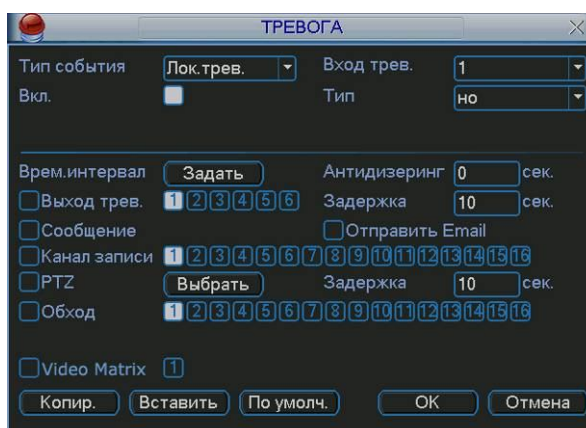 ТРЕВОГА
Тип события Лок.трев. Вход трев. 1
Вкл. Тип но
Врем.интервал Задать Антидизеринг 0 сек.
Выход трев. 1 2 3 4 5 6 Задержка 10 сек.
Сообщение Отправить Email
Канал записи 1 2 3 4 5 6 7 8 9 10 11 12 13 14 15 16
PTZ Выбрать Задержка 10 сек.
Обход 1 2 3 4 5 6 7 8 9 10 11 12 13 14 15 16
Video Matrix 1
Копир. Вставить По умолч. OK Отмена